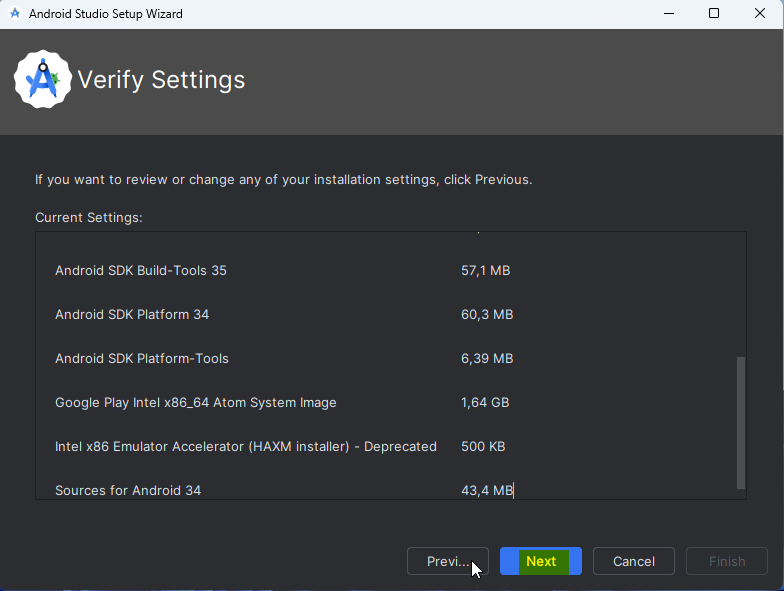 Android Studio Setup Wizard
Verify Settings
If you want to review or change any of your installation settings, click Previous.
Current Settings:
Android SDK Build-Tools 35 57,1 MB
Android SDK Platform 34 60,3 MB
Android SDK Platform-Tools 6,39 MB
Google Play Intel x86_64 Atom System Image 1,64 GB
Intel x86 Emulator Accelerator (HAXM installer) - Deprecated 500 KB
Sources for Android 34 43,4 MB
Previ... Next Cancel Finish